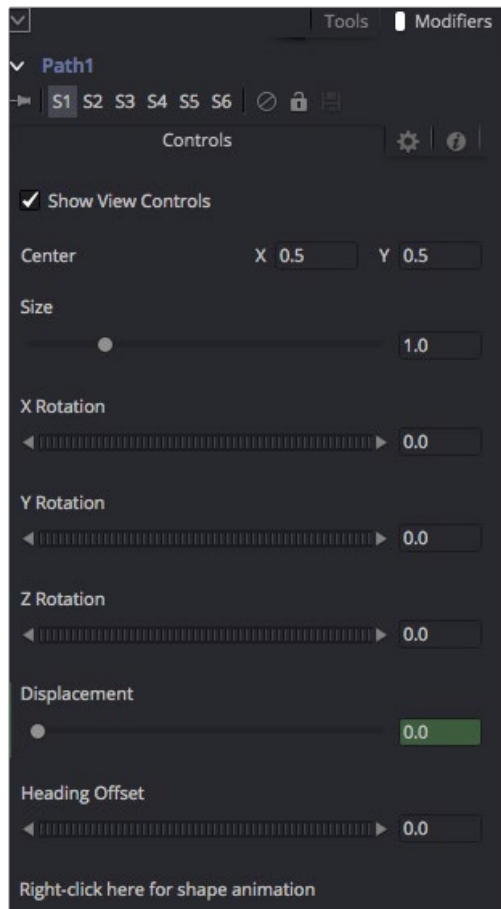 Tools Modifiers
Path1
S1 S2 S3 S4 S5 S6
Controls
Show View Controls
Center X 0.5 Y 0.5
Size
1.0
X Rotation
0.0
Y Rotation
0.0
Z Rotation
0.0
Displacement
0.0
Heading Offset
0.0
Right-click here for shape animation